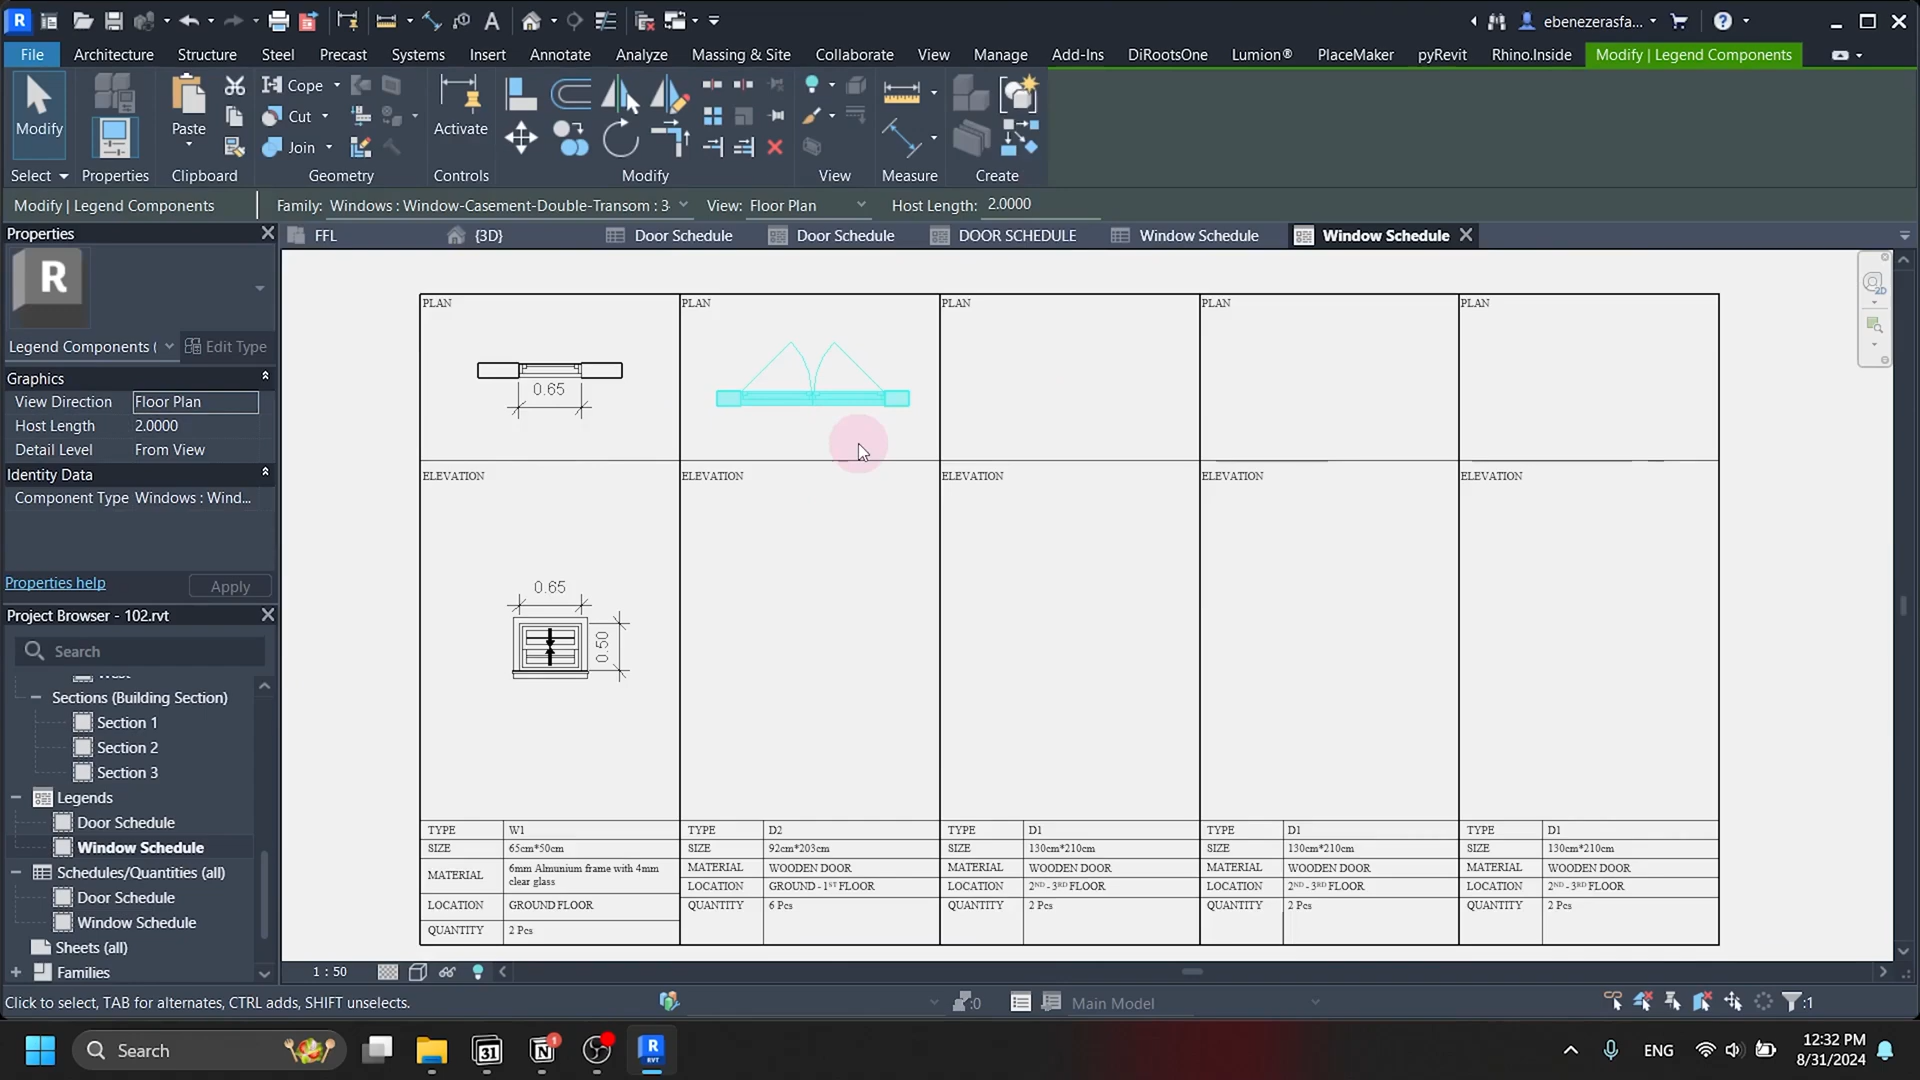 ebenezerasfa...
File Architecture Structure Steel Precast Systems Insert Annotate Analyze Massing & Site Collaborate View Manage Add-Ins DiRootsOne Lumion® PlaceMaker pyRevit Rhino.Inside Modify | Legend Components
Modify Paste Cope Cut Join Activate
Select Properties Clipboard Geometry Controls Modify View Measure Create
Modify | Legend Components Family: Windows : Window-Casement-Double-Transom : 3 View: Floor Plan Host Length: 2.0000
Properties FFL {3D} Door Schedule Door Schedule DOOR SCHEDULE Window Schedule Window Schedule
R
Legend Components ( Edit Type
Graphics
View Direction Floor Plan
Host Length 2.0000
Detail Level From View
Identity Data
Component Type Windows : Wind...
Properties help Apply
Project Browser - 102.rvt
Search
West
Sections (Building Section)
Section 1
Section 2
Section 3
Legends
Door Schedule
Window Schedule
Schedules/Quantities (all)
Door Schedule
Window Schedule
Sheets (all)
Families
PLAN PLAN PLAN PLAN PLAN
0.65
ELEVATION ELEVATION ELEVATION ELEVATION ELEVATION
0.65
0.50
TYPE W1 TYPE D2 TYPE D1 TYPE D1 TYPE D1
SIZE 65cm*50cm SIZE 92cm*203cm SIZE 130cm*210cm SIZE 130cm*210cm SIZE 130cm*210cm
MATERIAL 6mm Almunium frame with 4mm
clear glass
MATERIAL WOODEN DOOR MATERIAL WOODEN DOOR MATERIAL WOODEN DOOR MATERIAL WOODEN DOOR
LOCATION GROUND - 1ST FLOOR LOCATION 2ND - 3RD FLOOR LOCATION 2ND - 3RD FLOOR LOCATION 2ND - 3RD FLOOR
LOCATION GROUND FLOOR QUANTITY 6 Pcs QUANTITY 2 Pcs QUANTITY 2 Pcs QUANTITY 2 Pcs
QUANTITY 2 Pcs
1 : 50
Click to select, TAB for alternates, CTRL adds, SHIFT unselects. :0 Main Model :1
Search 31 N 1 R RVT ENG 12:32 PM
8/31/2024